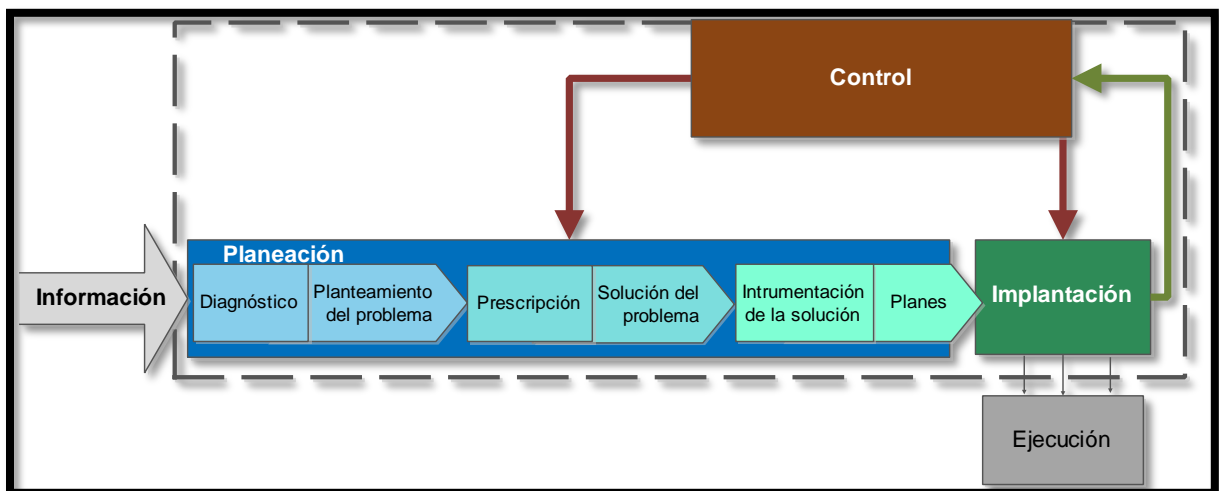 Control
Planeación
Información
Diagnóstico
Planteamiento
del problema
Prescripción
Solución del
problema
Intrumentación
de la solución
Planes
Implantación
Ejecución